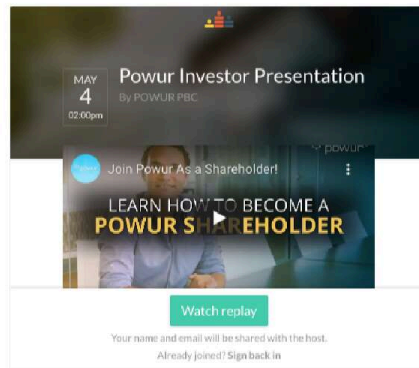 MAY
4
02:00pm
Powur Investor Presentation
By POWUR PBC
powur
Join Powur As a Shareholder!
LEARN HOW TO BECOME A
POWUR SHAREHOLDER
Watch replay
Your name and email will be shared with the host.
Already joined? Sign back in